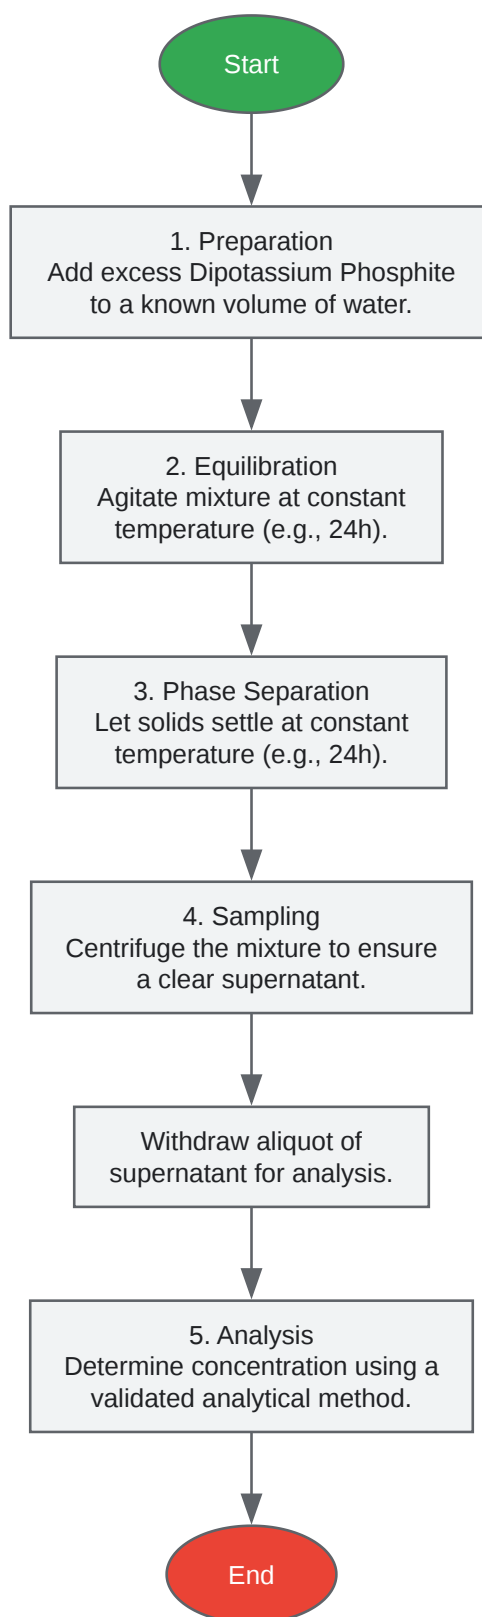 Start
1. Preparation
Add excess Dipotassium Phosphite
to a known volume of water.
2. Equilibration
Agitate mixture at constant
temperature (e.g., 24h).
3. Phase Separation
Let solids settle at constant
temperature (e.g., 24h).
4. Sampling
Centrifuge the mixture to ensure
a clear supernatant.
Withdraw aliquot of
supernatant for analysis.
5. Analysis
Determine concentration using a
validated analytical method.
End